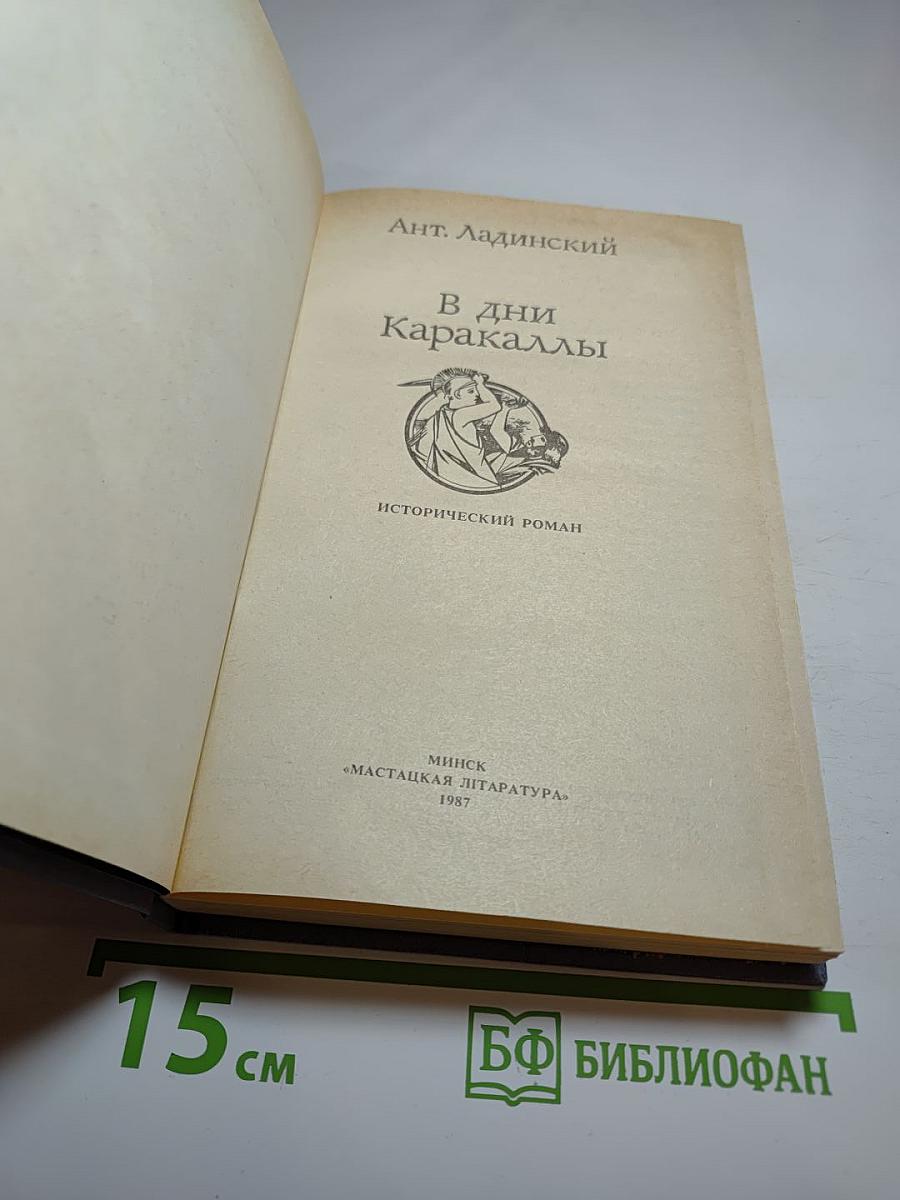 Ант. Ладинский
В дни
Каракаллы
ИСТОРИЧЕСКИЙ РОМАН
МИНСК
«МАСТАЦКАЯ ЛІТАРАТУРА»
1987
15 см
БФ БИБЛИОФАН